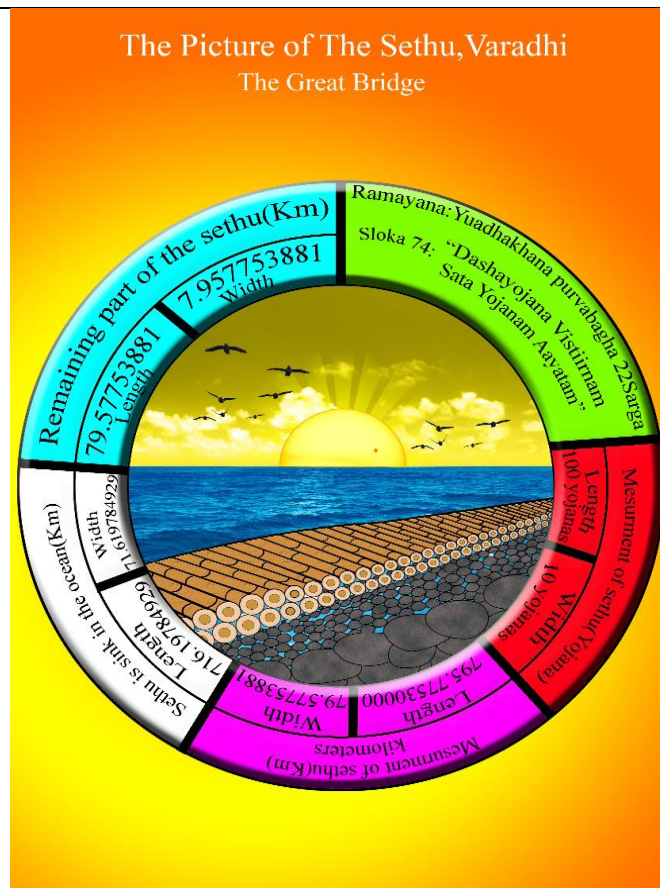 The Picture of The Sethu,Varadhi
The Great Bridge
Ramayana:Yuadhakhana purvabagha 22Sarga
Sloka 74: “Dashayojana Vistiirnam
Sata Yojanam Aayatam”
Mesurment of sethu(Yojana)
Length
100 yojanas
Width
10 yojanas
Mesurment of sethu(Km)
kilometers
Length
795.77530000
Width
79.57753881
Sethu is sink in the ocean(Km)
Length
716.19784929
Width
71.619784929
Remaining part of the sethu(Km)
79.57753881
Length
7.957753881
Width